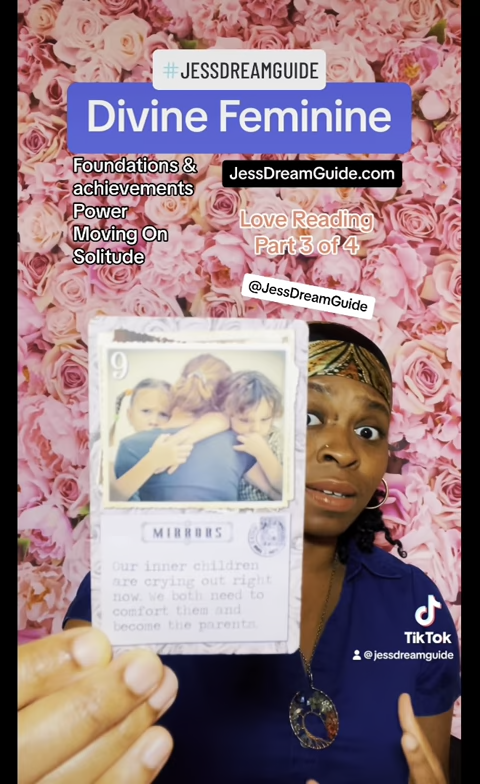 #JESSDREAMGUIDE
Divine Feminine
Foundations &
achievements
Power
Moving On
Solitude
JessDreamGuide.com
Love Reading
Part 3 of 4
@JessDreamGuide
9
MIRRORS
Our inner children
are crying out right
now. We both need to
comfort them and
become the parents.
TikTok
@jessdreamguide